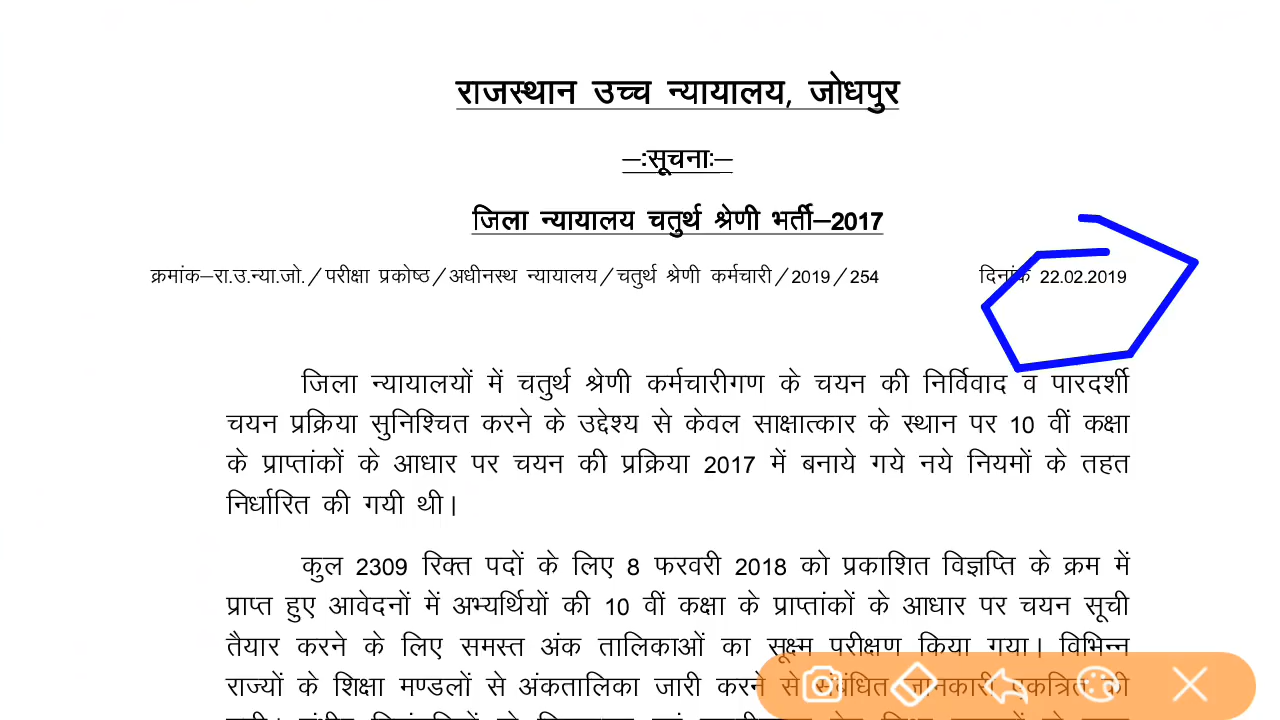 राजस्थान उच्च न्यायालय, जोधपुर
–:सूचनाः–
जिला न्यायालय चतुर्थ श्रेणी भर्ती–2017
क्रमांक–रा.उ.न्या.जो./परीक्षा प्रकोष्ठ/अधीनस्थ न्यायालय/चतुर्थ श्रेणी कर्मचारी/2019/254 दिनांक 22.02.2019
जिला न्यायालयों में चतुर्थ श्रेणी कर्मचारीगण के चयन की निर्विवाद व पारदर्शी
चयन प्रक्रिया सुनिश्चित करने के उद्देश्य से केवल साक्षात्कार के स्थान पर 10 वीं कक्षा
के प्राप्तांकों के आधार पर चयन की प्रक्रिया 2017 में बनाये गये नये नियमों के तहत
निर्धारित की गयी थी।
कुल 2309 रिक्त पदों के लिए 8 फरवरी 2018 को प्रकाशित विज्ञप्ति के क्रम में
प्राप्त हुए आवेदनों में अभ्यर्थियों की 10 वीं कक्षा के प्राप्तांकों के आधार पर चयन सूची
तैयार करने के लिए समस्त अंक तालिकाओं का सूक्ष्म परीक्षण किया गया। विभिन्न
राज्यों के शिक्षा मण्डलों से अंकतालिका जारी करने से संबंधित जानकारी एकत्रित की